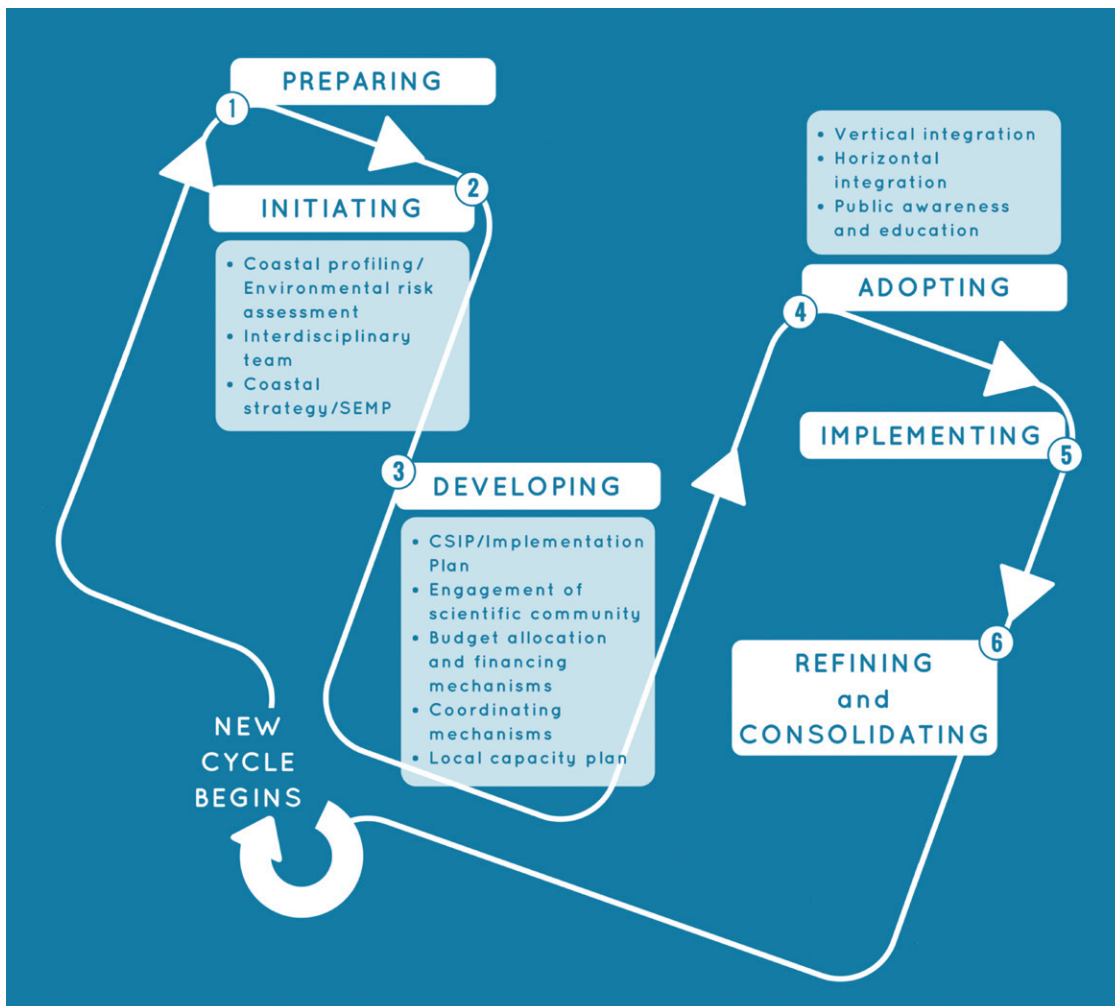 1
PREPARING
2
INITIATING
• Coastal profiling/
Environmental risk
assessment
• Interdisciplinary
team
• Coastal
strategy/SEMP
3
DEVELOPING
• CSIP/Implementation
Plan
• Engagement of
scientific community
• Budget allocation
and financing
mechanisms
• Coordinating
mechanisms
• Local capacity plan
• Vertical integration
• Horizontal
integration
• Public awareness
and education
4
ADOPTING
IMPLEMENTING
5
6
REFINING
and
CONSOLIDATING
NEW
CYCLE
BEGINS